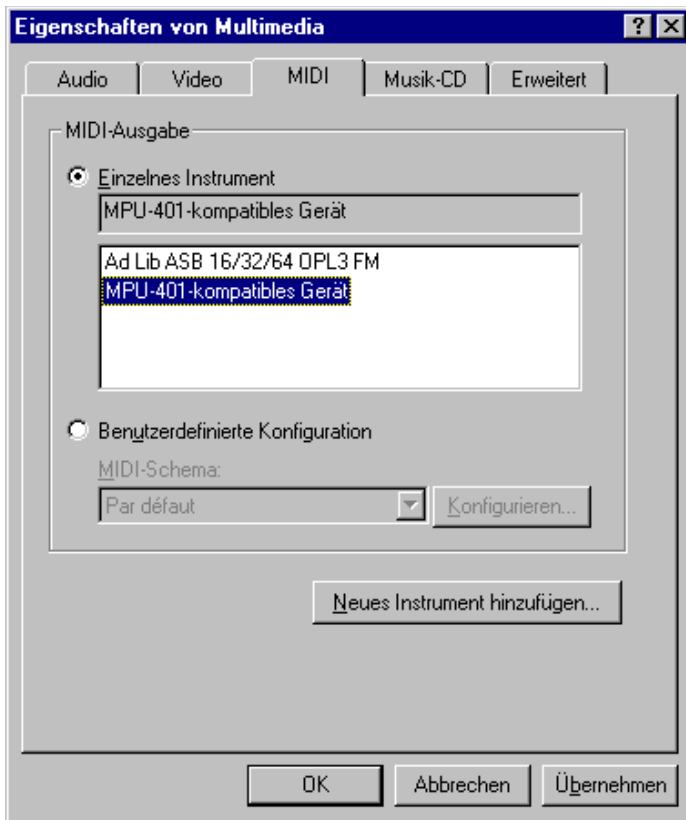 Eigenschaften von Multimedia
Audio Video MIDI Musik-CD Erweitert
MIDI-Ausgabe
Einzelnes Instrument
MPU-401-kompatibles Gerät
Ad Lib ASB 16/32/64 OPL3 FM
MPU-401-kompatibles Gerät
Benutzerdefinierte Konfiguration
MIDI-Schema:
Par défaut Konfigurieren...
Neues Instrument hinzufügen...
OK Abbrechen Übernehmen